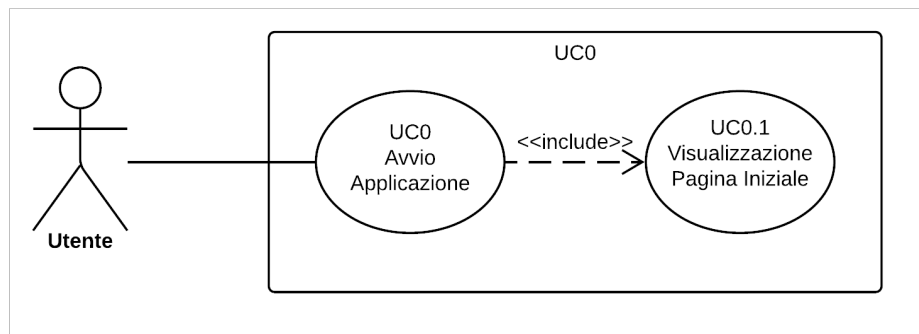 UC0
UC0
Avvio
Applicazione
<<include>>
UC0.1
Visualizzazione
Pagina Iniziale
Utente